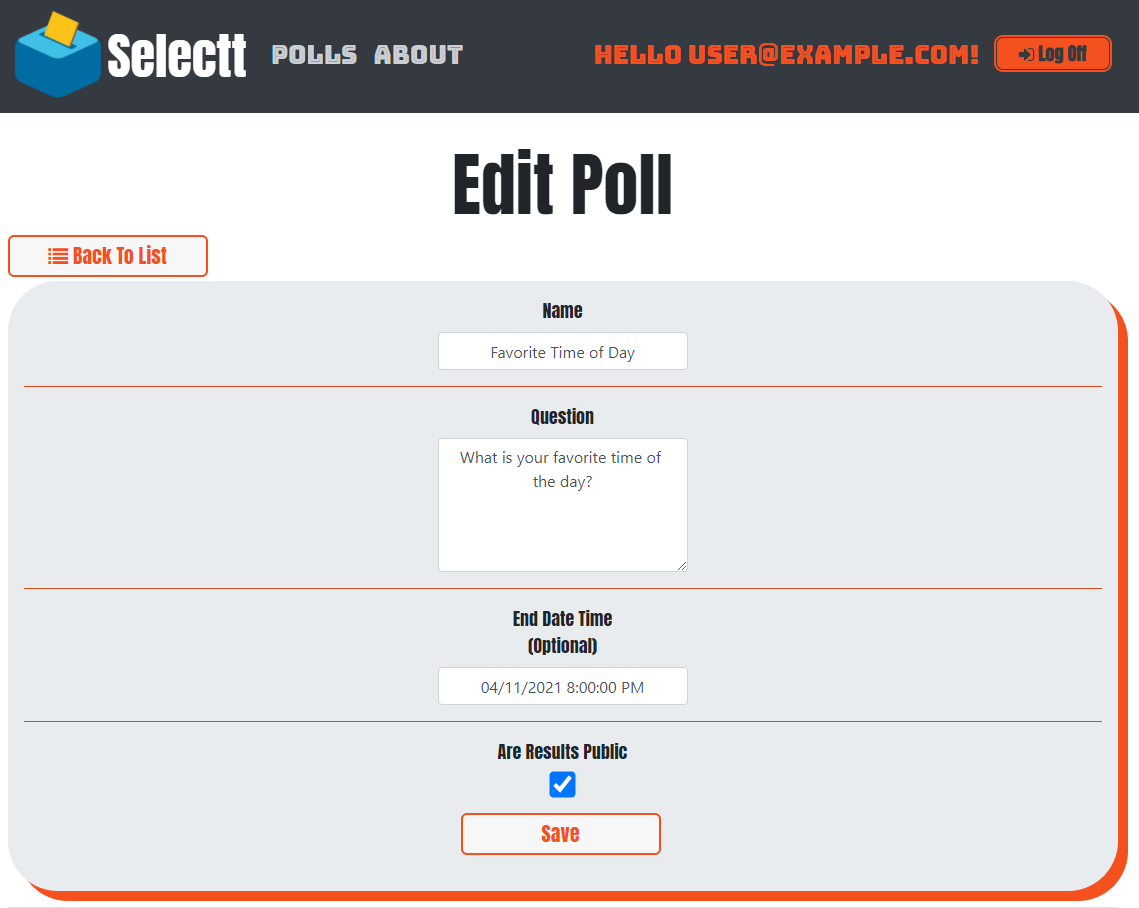 Selectt POLLS ABOUT HELLO USER@EXAMPLE.COM! Log Off
Edit Poll
Back To List
Name
Favorite Time of Day
Question
What is your favorite time of
the day?
End Date Time
(Optional)
04/11/2021 8:00:00 PM
Are Results Public
Save